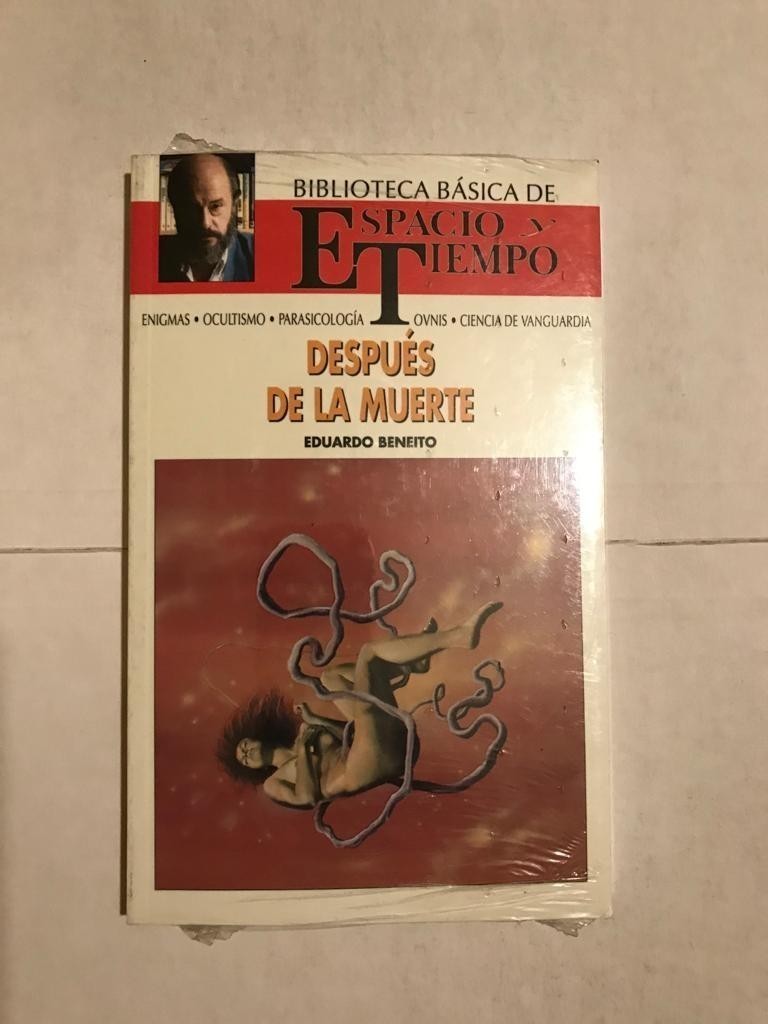 BIBLIOTECA BÁSICA DE
ESPACIO Y
TIEMPO
ENIGMAS • OCULTISMO • PARASICOLOGÍA OVNIS • CIENCIA DE VANGUARDIA
DESPUÉS
DE LA MUERTE
EDUARDO BENEITO